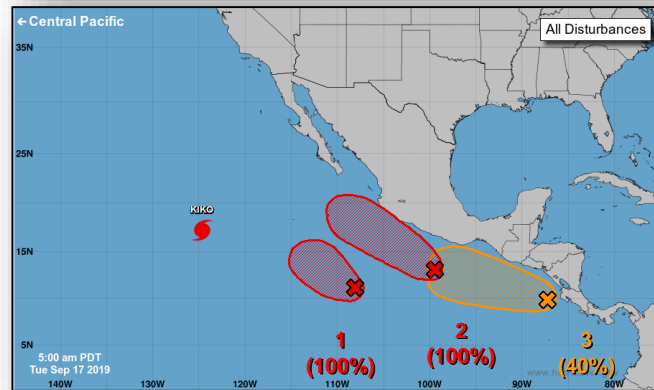 ←Central Pacific
All Disturbances
35N
25N
KIKO
15N
5N
1
(100%)
2
(100%)
3
(40%)
5:00 am PDT
Tue Sep 17 2019
140W 130W 120W 110W 100W 90W 80W